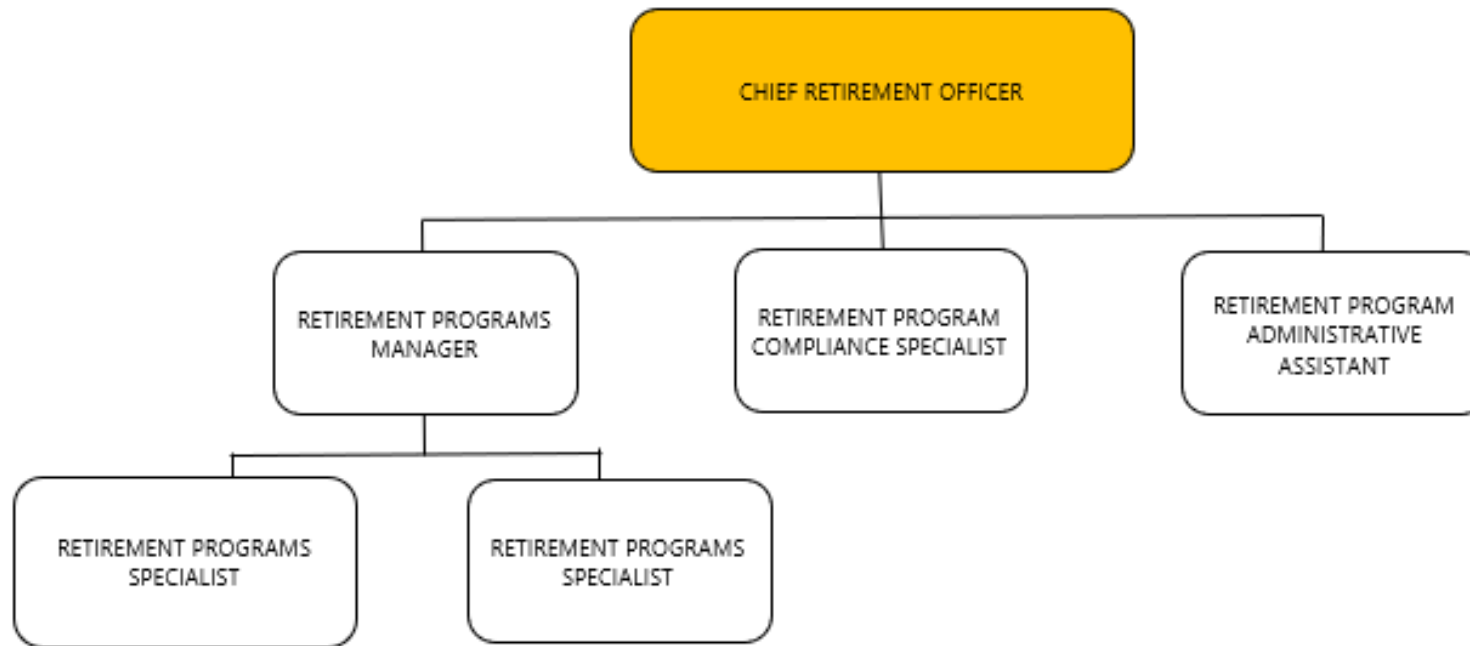 CHIEF RETIREMENT OFFICER
RETIREMENT PROGRAMS
MANAGER
RETIREMENT PROGRAM
COMPLIANCE SPECIALIST
RETIREMENT PROGRAM
ADMINISTRATIVE
ASSISTANT
RETIREMENT PROGRAMS
SPECIALIST
RETIREMENT PROGRAMS
SPECIALIST